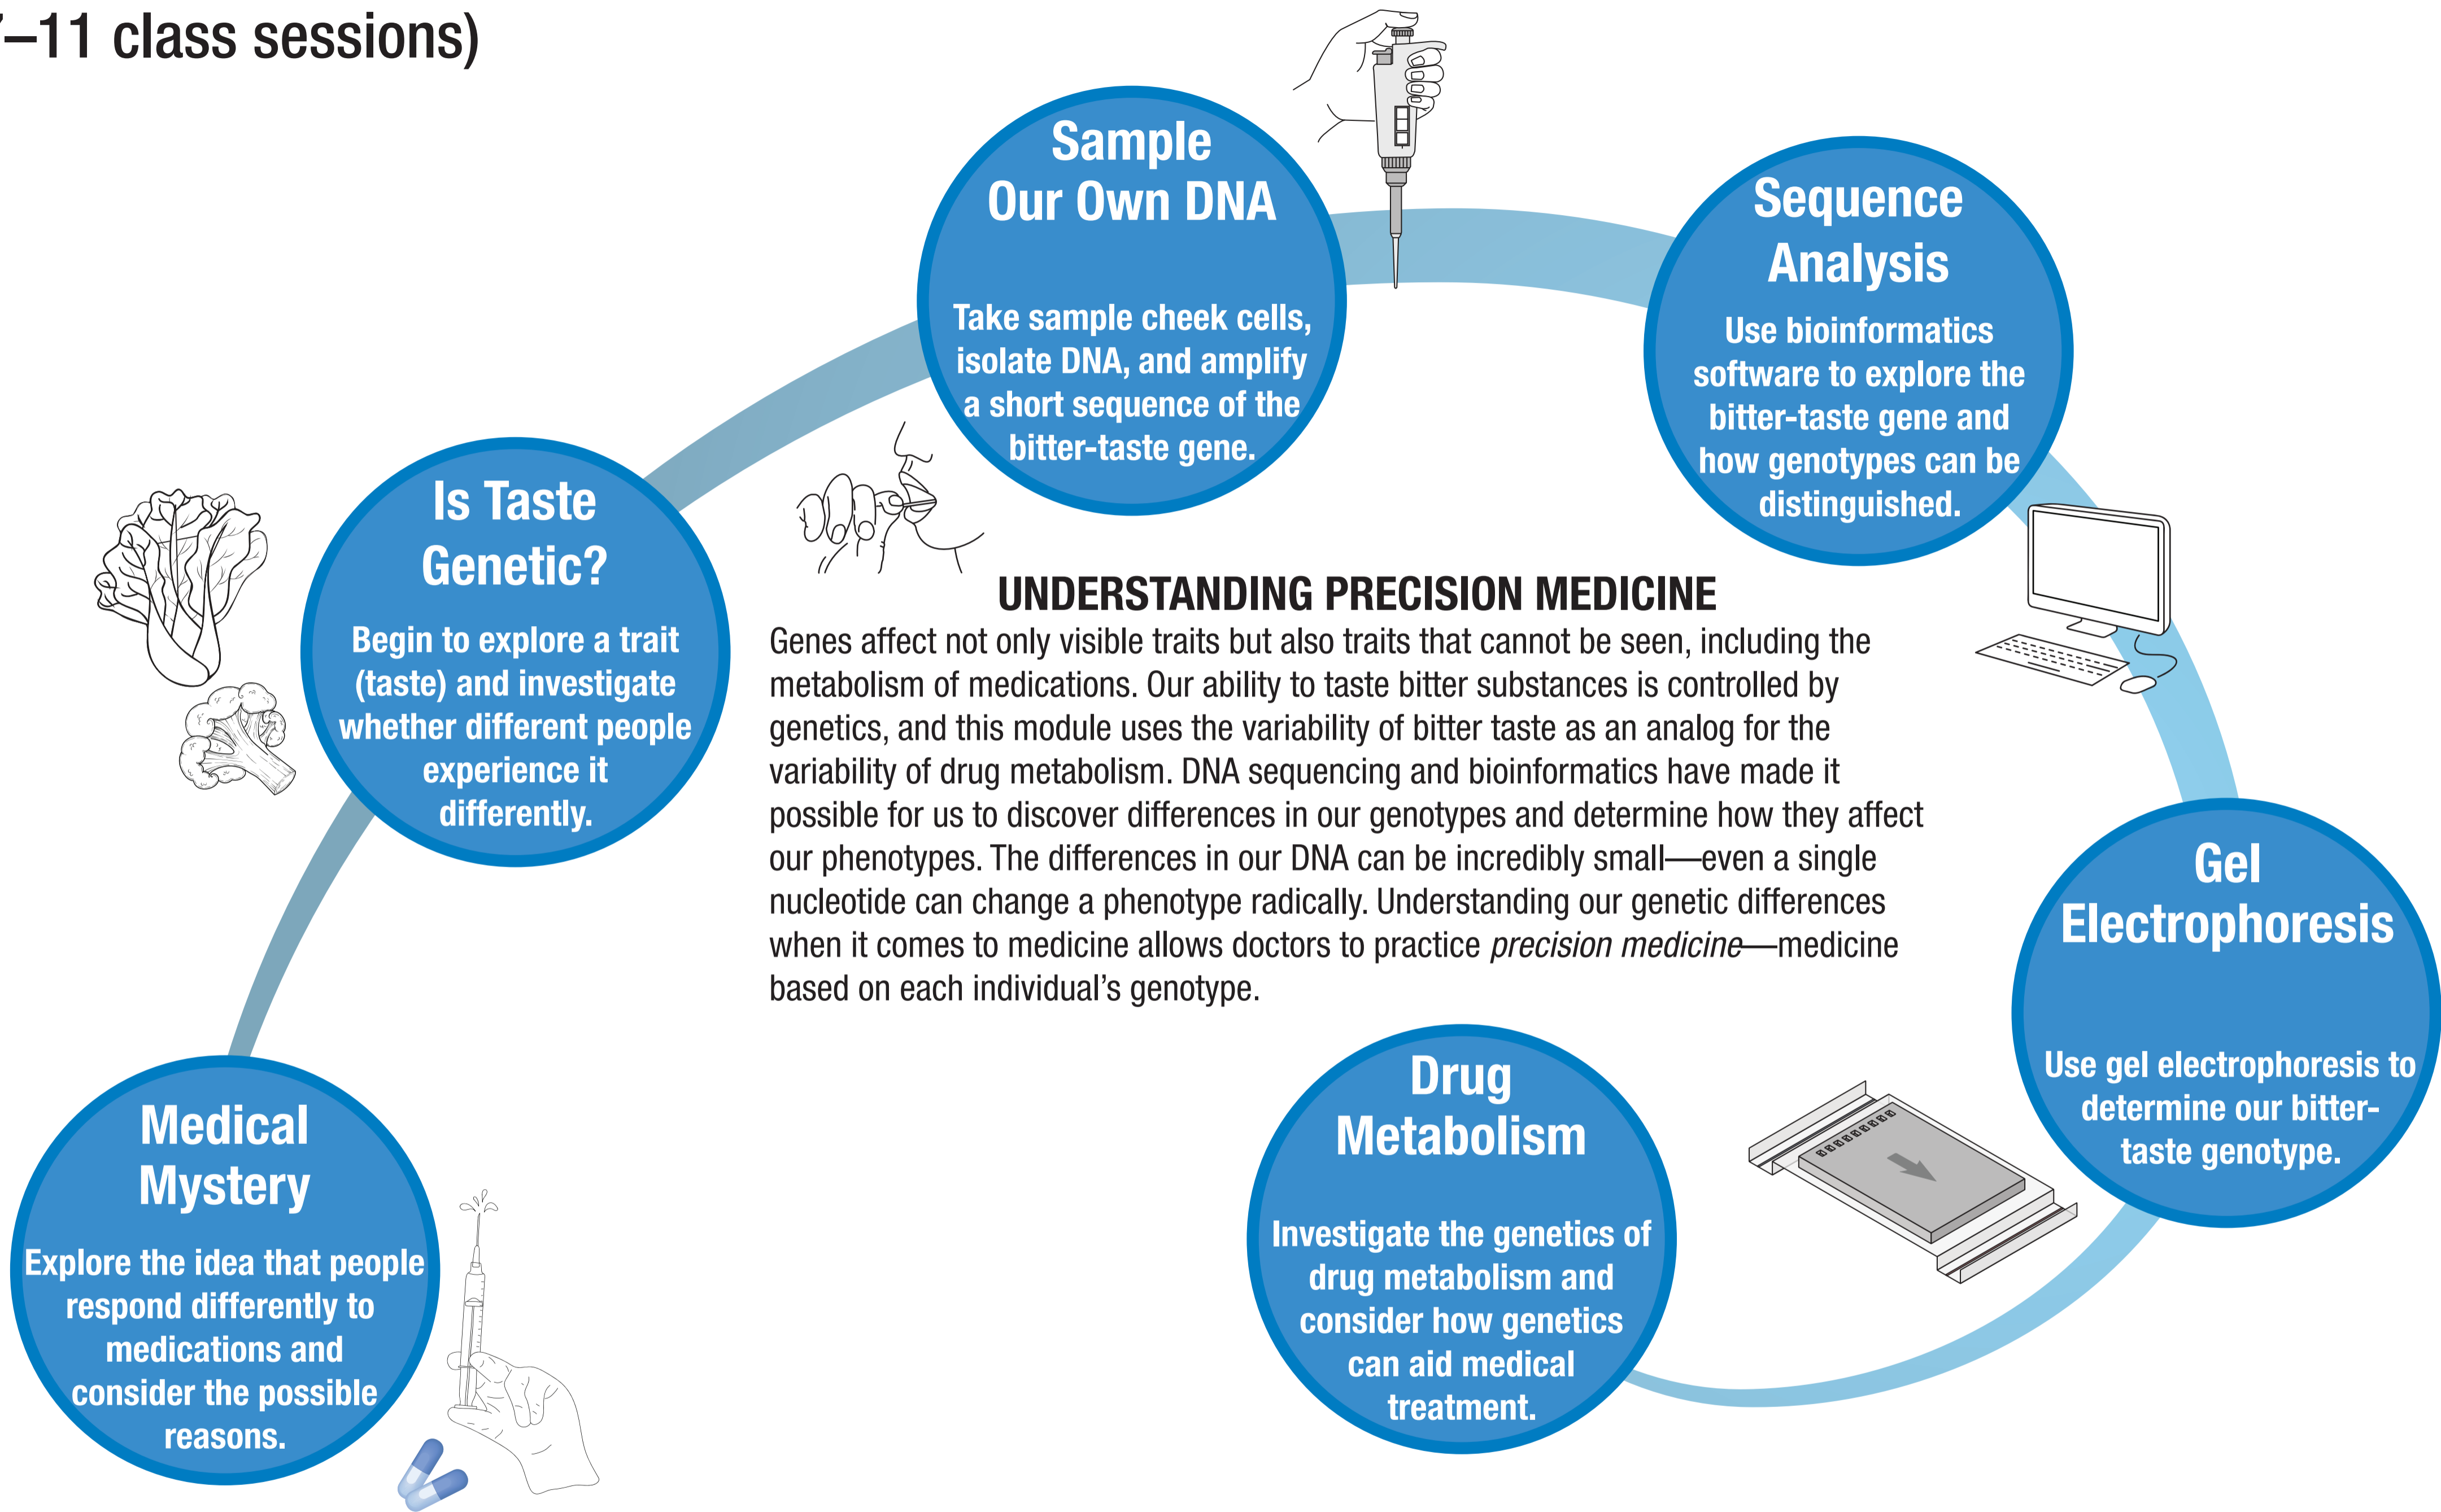 –11 class sessions)
Sample
Our Own DNA
Take sample cheek cells,
isolate DNA, and amplify
a short sequence of the
bitter-taste gene.
Sequence
Analysis
Use bioinformatics
software to explore the
bitter-taste gene and
how genotypes can be
distinguished.
Is Taste
Genetic?
Begin to explore a trait
(taste) and investigate
whether different people
experience it
differently.
UNDERSTANDING PRECISION MEDICINE
Genes affect not only visible traits but also traits that cannot be seen, including the
metabolism of medications. Our ability to taste bitter substances is controlled by
genetics, and this module uses the variability of bitter taste as an analog for the
variability of drug metabolism. DNA sequencing and bioinformatics have made it
possible for us to discover differences in our genotypes and determine how they affect
our phenotypes. The differences in our DNA can be incredibly small—even a single
nucleotide can change a phenotype radically. Understanding our genetic differences
when it comes to medicine allows doctors to practice precision medicine—medicine
based on each individual's genotype.
Gel
Electrophoresis
Use gel electrophoresis to
determine our bitter-
taste genotype.
Medical
Mystery
Explore the idea that people
respond differently to
medications and
consider the possible
reasons.
Drug
Metabolism
Investigate the genetics of
drug metabolism and
consider how genetics
can aid medical
treatment.